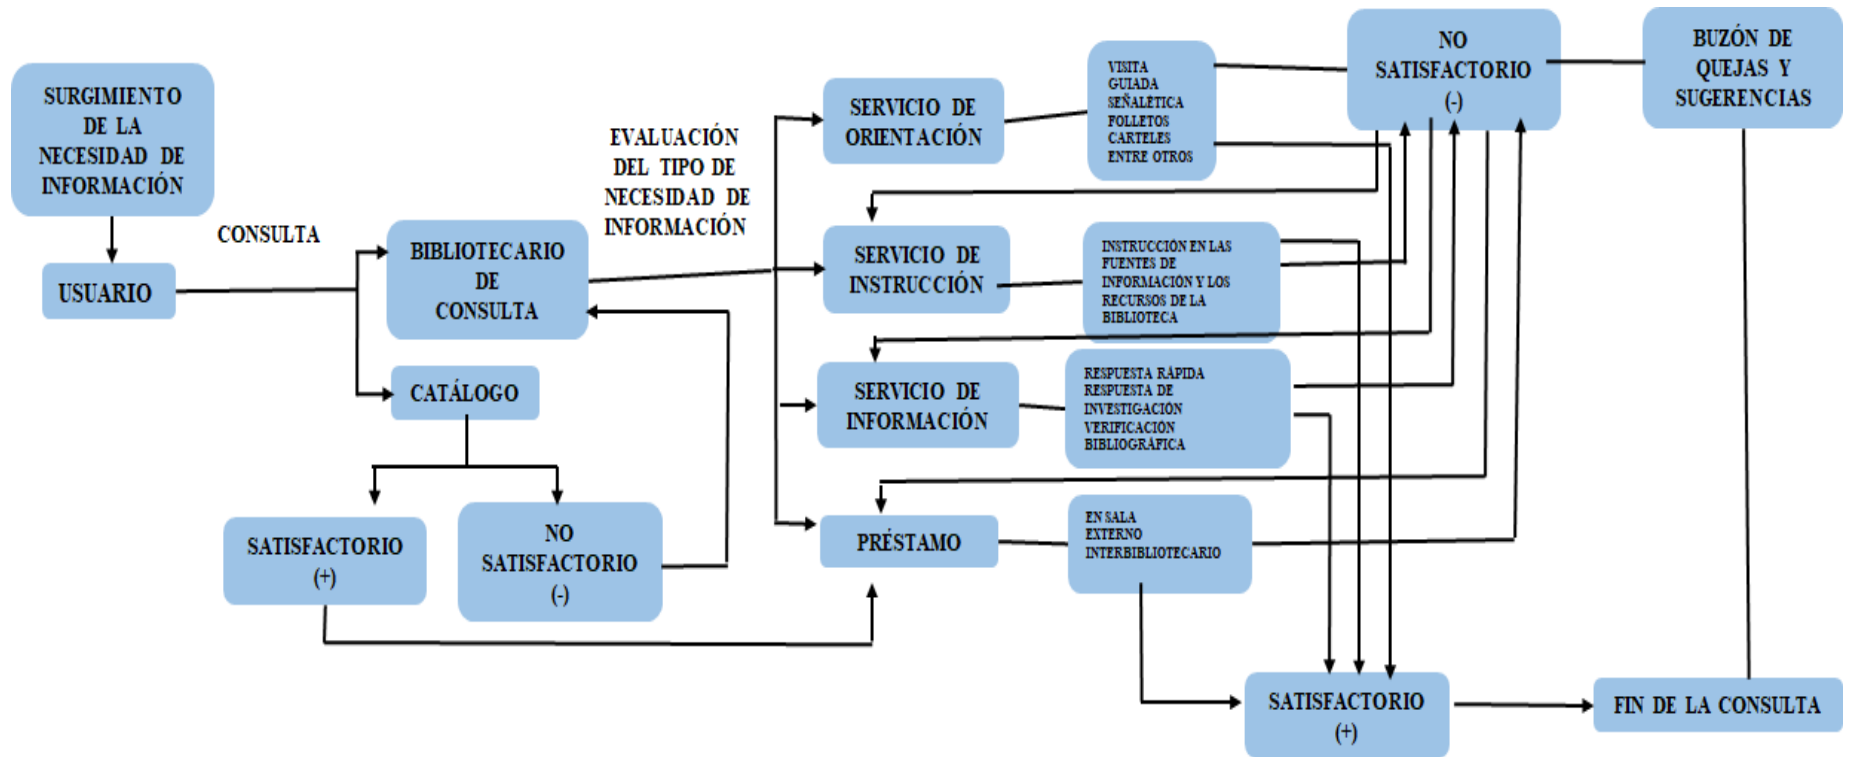 SURGIMIENTO
DE LA
NECESIDAD DE
INFORMACIÓN
USUARIO
CONSULTA
BIBLIOTECARIO
DE
CONSULTA
CATÁLOGO
SATISFACTORIO
(+)
NO
SATISFACTORIO
(-)
EVALUACIÓN
DEL TIPO DE
NECESIDAD DE
INFORMACIÓN
SERVICIO DE
ORIENTACIÓN
VISITA
GUIADA
SEÑALÉTICA
FOLLETOS
CARTELES
ENTRE OTROS
SERVICIO DE
INSTRUCCIÓN
INSTRUCCIÓN EN LAS
FUENTES DE
INFORMACIÓN Y LOS
RECURSOS DE LA
BIBLIOTECA
SERVICIO DE
INFORMACIÓN
RESPUESTA RÁPIDA
RESPUESTA DE
INVESTIGACIÓN
VERIFICACIÓN
BIBLIOGRÁFICA
PRÉSTAMO
EN SALA
EXTERNO
INTERBIBLIOTECARIO
NO
SATISFACTORIO
(-)
BUZÓN DE
QUEJAS Y
SUGERENCIAS
SATISFACTORIO
(+)
FIN DE LA CONSULTA